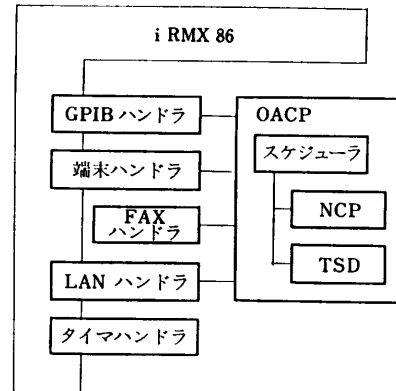 i RMX 86
GPIB ハンドラ
OACP
スケジューラ
端末ハンドラ
NCP
FAX
ハンドラ
TSD
LAN ハンドラ
タイマハンドラ